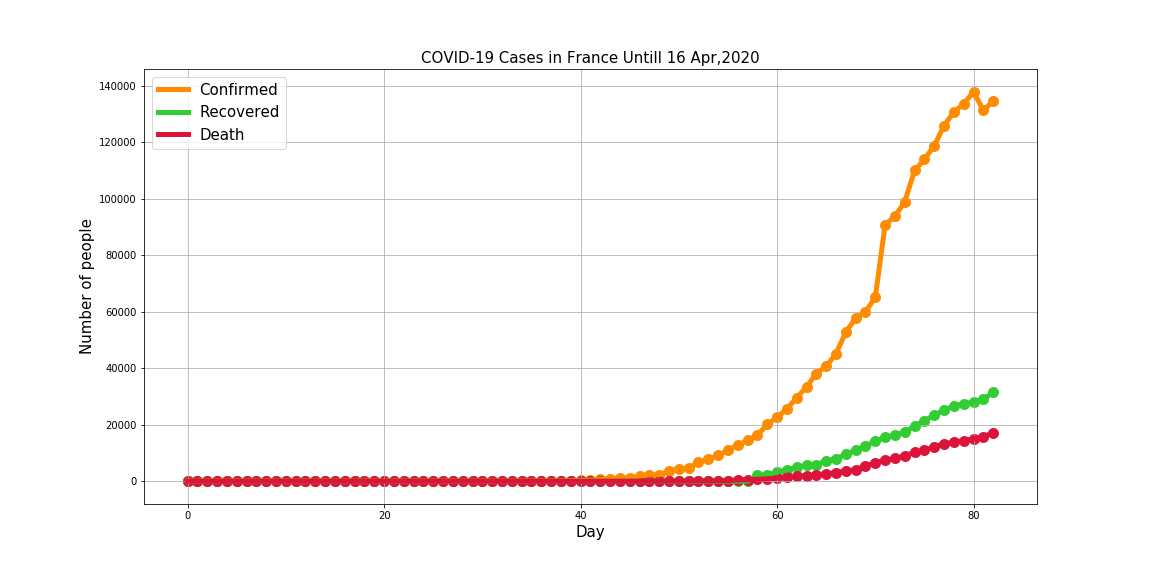 COVID-19 Cases in France Untill 16 Apr,2020
Confirmed
Recovered
Death
Number of people
140000
120000
100000
80000
60000
40000
20000
0
0 20 40 60 80
Day